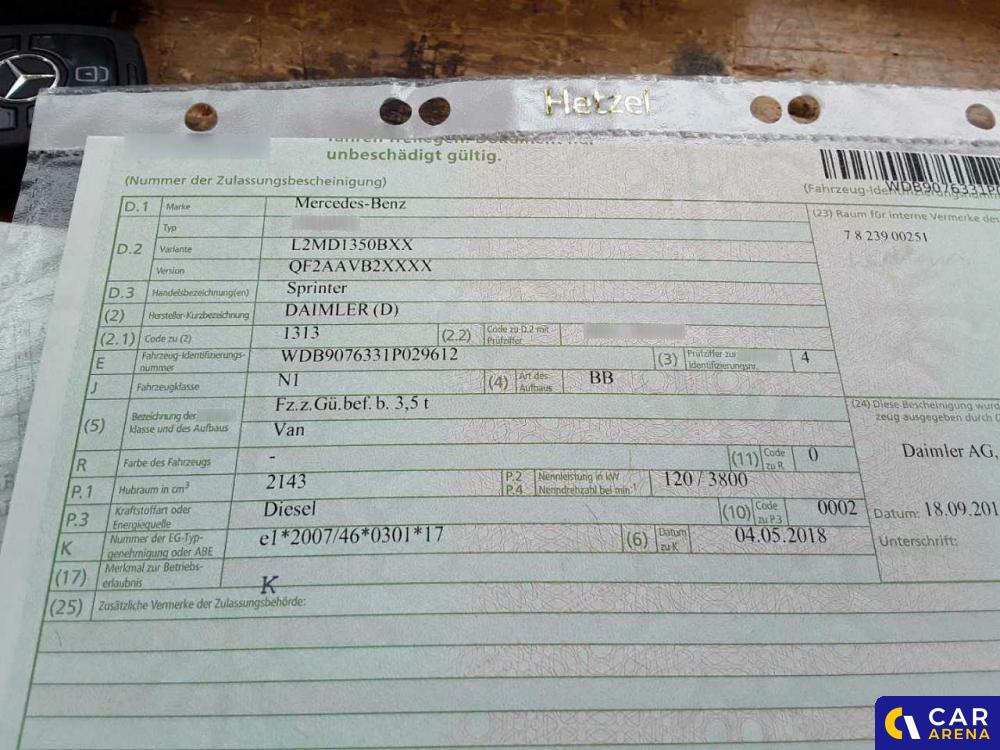 Hetzel
unbeschädigt gültig.
(Nummer der Zulassungsbescheinigung)
WDB9076331P
D.1 Marke Mercedes-Benz
(23) Raum für interne Vermerke des
Typ
7 8 239 00251
D.2 Variante L2MD1350BXX
Version QF2AAVB2XXXX
D.3 Handelsbezeichnung(en) Sprinter
(2) Hersteller-Kurzbezeichnung DAIMLER (D)
(2.1) Code zu (2) 1313 (2.2) Code zu D.2 mit Prüfziffer
E Fahrzeug-Identifizierungs-
nummer WDB9076331P029612 (3) Prüfziffer zur Identifizierungsnr. 4
J Fahrzeugklasse N1 (4) Art des Aufbaus BB
(5) Bezeichnung der
klasse und des Aufbaus
Fz.z.Gü.bef. b. 3,5 t
Van
(24) Diese Bescheinigung wurd
zeug ausgegeben durch
Daimler AG,
R Farbe des Fahrzeugs - (11) Code zu R 0
P.1 Hubraum in cm³ 2143 P.2 Nennleistung in kW
P.4 Nenndrehzahl bei min⁻¹ 120 / 3800
P.3 Kraftstoffart oder
Energiequelle Diesel (10) Code zu P.3 0002
Datum: 18.09.201
K Nummer der EG-Typ-
genehmigung oder ABE e1*2007/46*0301*17 (6) Datum zu K 04.05.2018
Unterschrift:
(17) Merkmal zur Betriebs-
erlaubnis K
(25) Zusätzliche Vermerke der Zulassungsbehörde:
CAR
ARENA